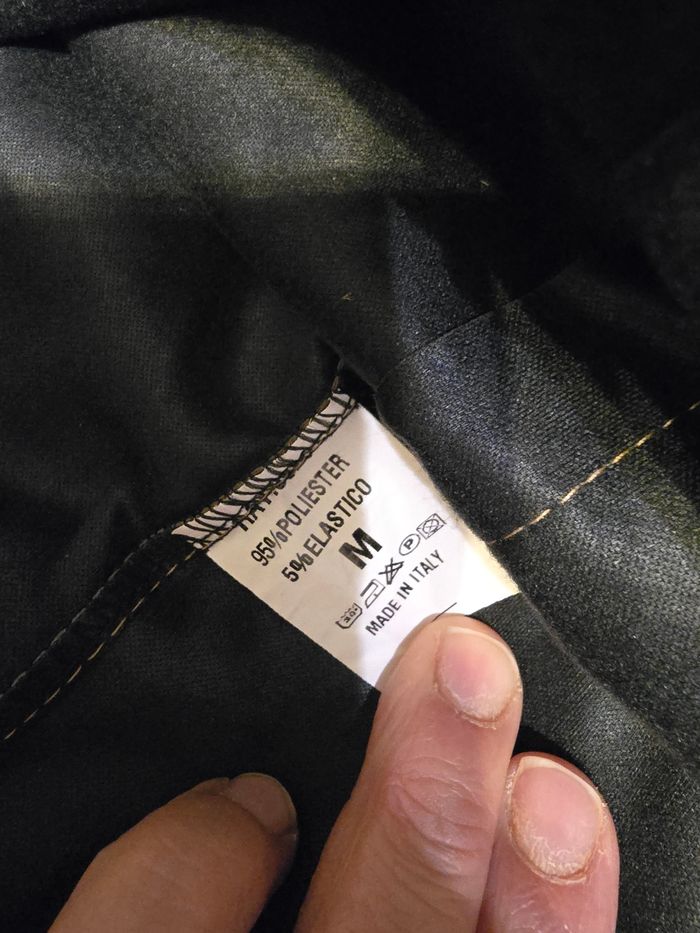 95%POLIESTER
5%ELASTICO
M
P
MADE IN ITALY